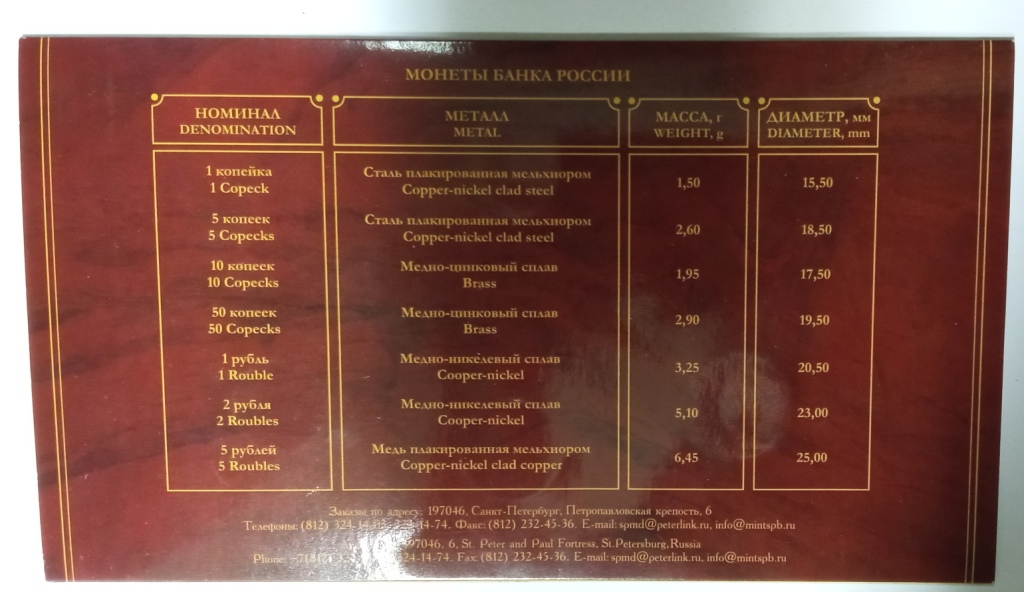 МОНЕТЫ БАНКА РОССИИ
НОМИНАЛ
DENOMINATION
МЕТАЛЛ
METAL
МАССА, г
WEIGHT, g
ДИАМЕТР, мм
DIAMETER, mm
1 копейка
1 Copeck
Сталь плакированная мельхиором
Copper-nickel clad steel
1,50
15,50
5 копеек
5 Copecks
Сталь плакированная мельхиором
Copper-nickel clad steel
2,60
18,50
10 копеек
10 Copecks
Медно-цинковый сплав
Brass
1,95
17,50
50 копеек
50 Copecks
Медно-цинковый сплав
Brass
2,90
19,50
1 рубль
1 Rouble
Медно-никелевый сплав
Cooper-nickel
3,25
20,50
2 рубля
2 Roubles
Медно-никелевый сплав
Cooper-nickel
5,10
23,00
5 рублей
5 Roubles
Медь плакированная мельхиором
Copper-nickel clad copper
6,45
25,00
Заказы по адресу: 197046, Санкт-Петербург, Петропавловская крепость, 6
Телефоны: (812) Факс: (812) 232-45-36. E-mail: spmd@peterlink.ru, info@mintspb.ru
197046, 6, St. Peter and Paul Fortress, St.Petersburg, Russia
Phone: Fax: (812) 232-45-36. E-mail: spmd@peterlink.ru, info@mintspb.ru